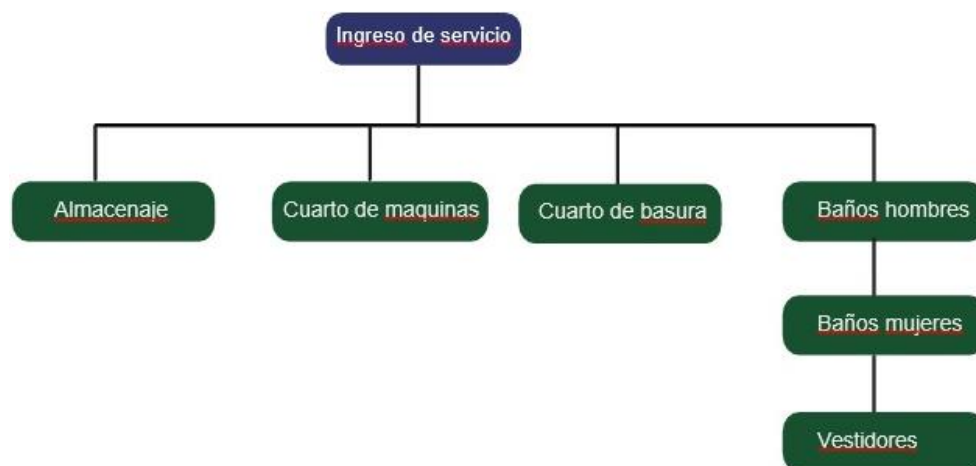 Ingreso de servicio
Almacenaje
Cuarto de maquinas
Cuarto de basura
Baños hombres
Baños mujeres
Vestidores